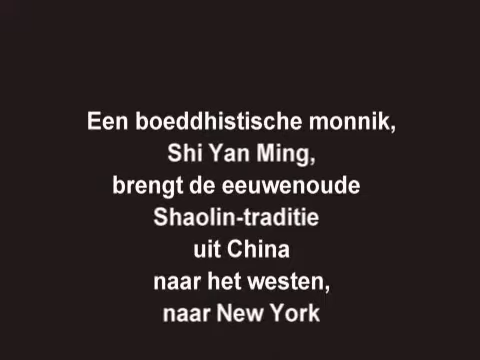 Een boeddhistische monnik,
Shi Yan Ming,
brengt de eeuwenoude
Shaolin-traditie
uit China
naar het westen,
naar New York